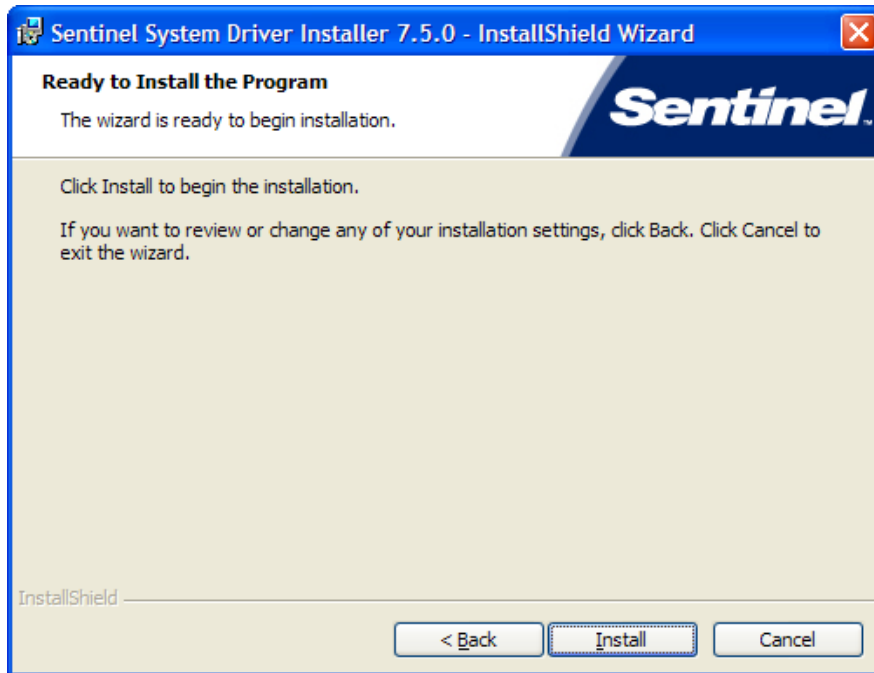 Sentinel System Driver Installer 7.5.0 - InstallShield Wizard
Ready to Install the Program
The wizard is ready to begin installation.
Sentinel™
Click Install to begin the installation.
If you want to review or change any of your installation settings, click Back. Click Cancel to
exit the wizard.
InstallShield
< Back Install Cancel